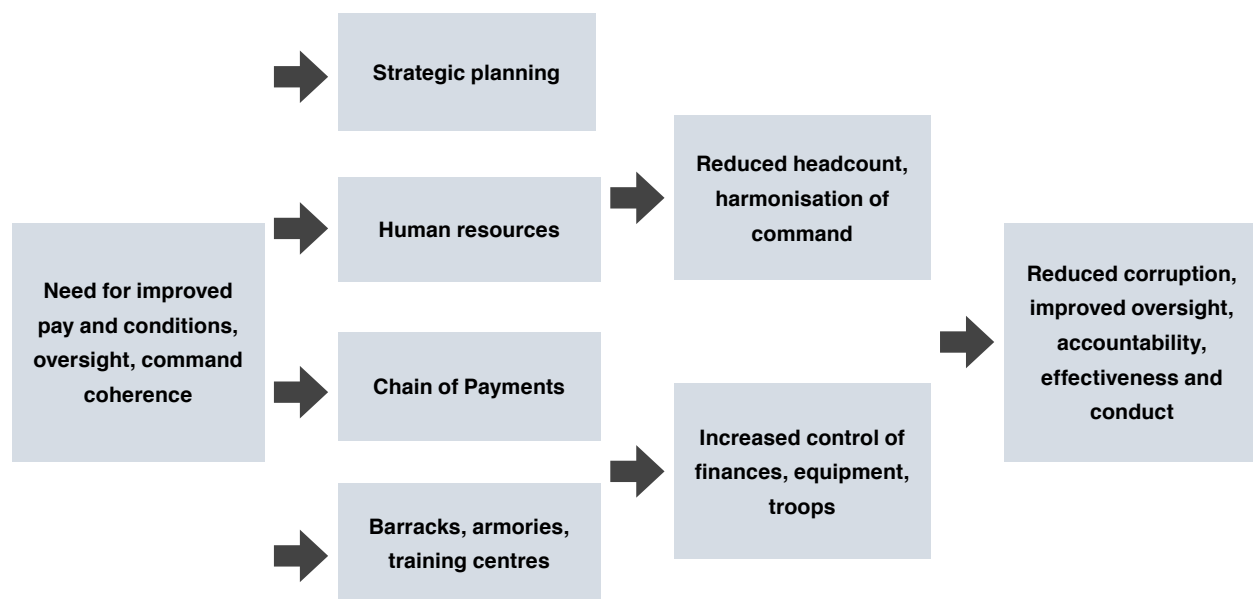 Need for improved
pay and conditions,
oversight, command
coherence
Strategic planning
Human resources
Chain of Payments
Barracks, armories,
training centres
Reduced headcount,
harmonisation of
command
Increased control of
finances, equipment,
troops
Reduced corruption,
improved oversight,
accountability,
effectiveness and
conduct